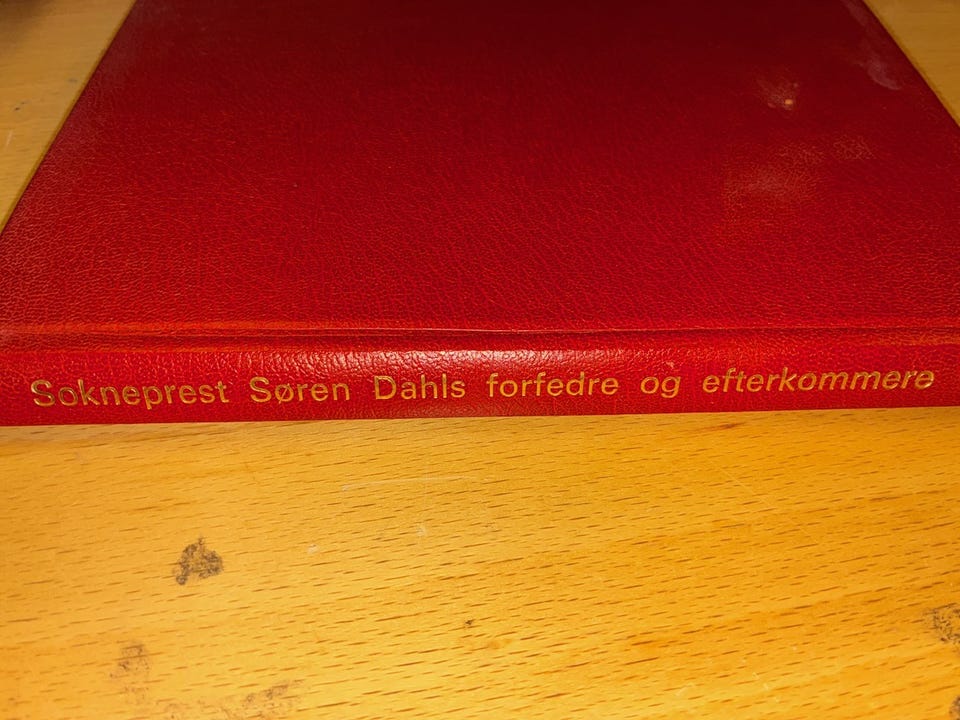 Sokneprest Søren Dahls forfedre og efterkommere